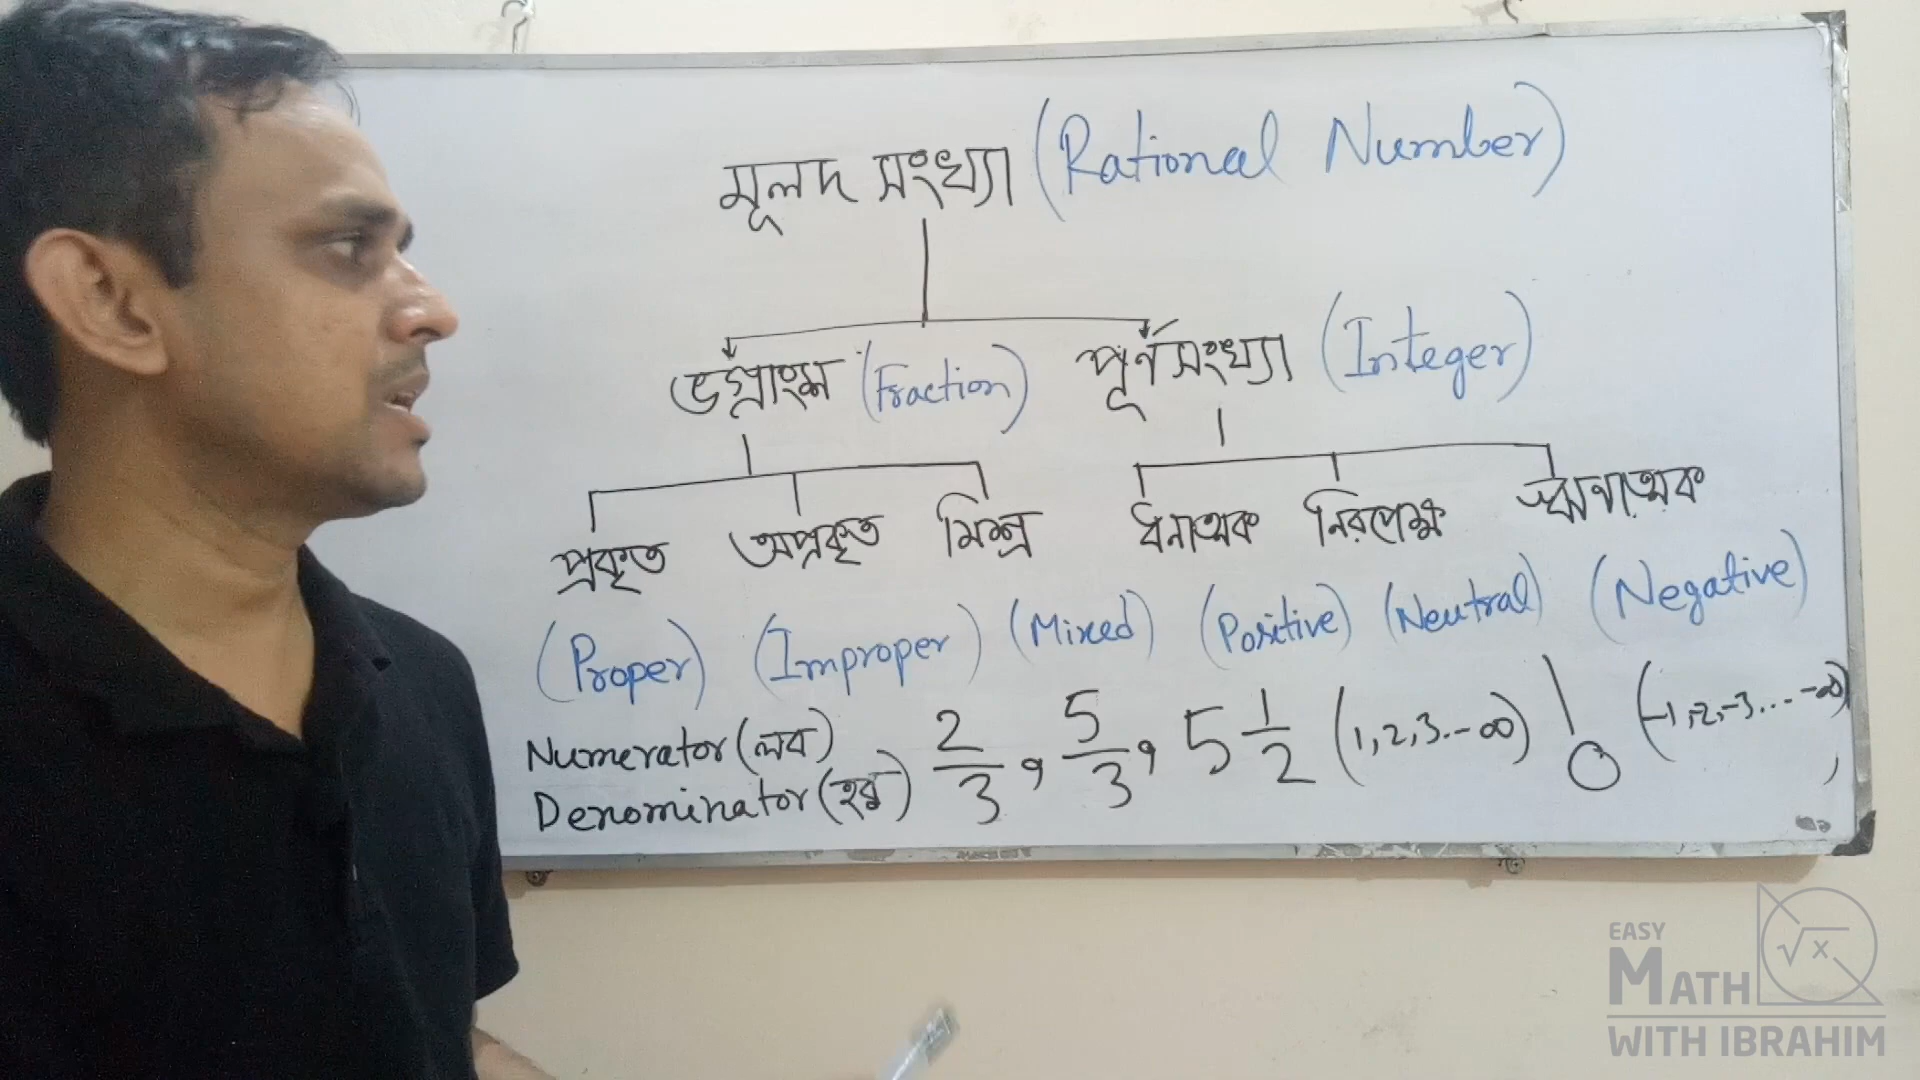 মূলদ সংখ্যা (Rational Number)
ভগ্নাংশ (Fraction) পূর্ণসংখ্যা (Integer)
প্রকৃত অপ্রকৃত মিশ্র ধনাত্মক নিরপেক্ষ ঋনাত্মক
(Proper) (Improper) (Mixed) (Positive) (Neutral) (Negative)
Numerator (লব) 2/3, 5/3, 5 1/2 (1, 2, 3.- ∞) 0 (-1, -2, -3... -∞)
Denominator (হর)
EASY
MATH
√x
WITH IBRAHIM